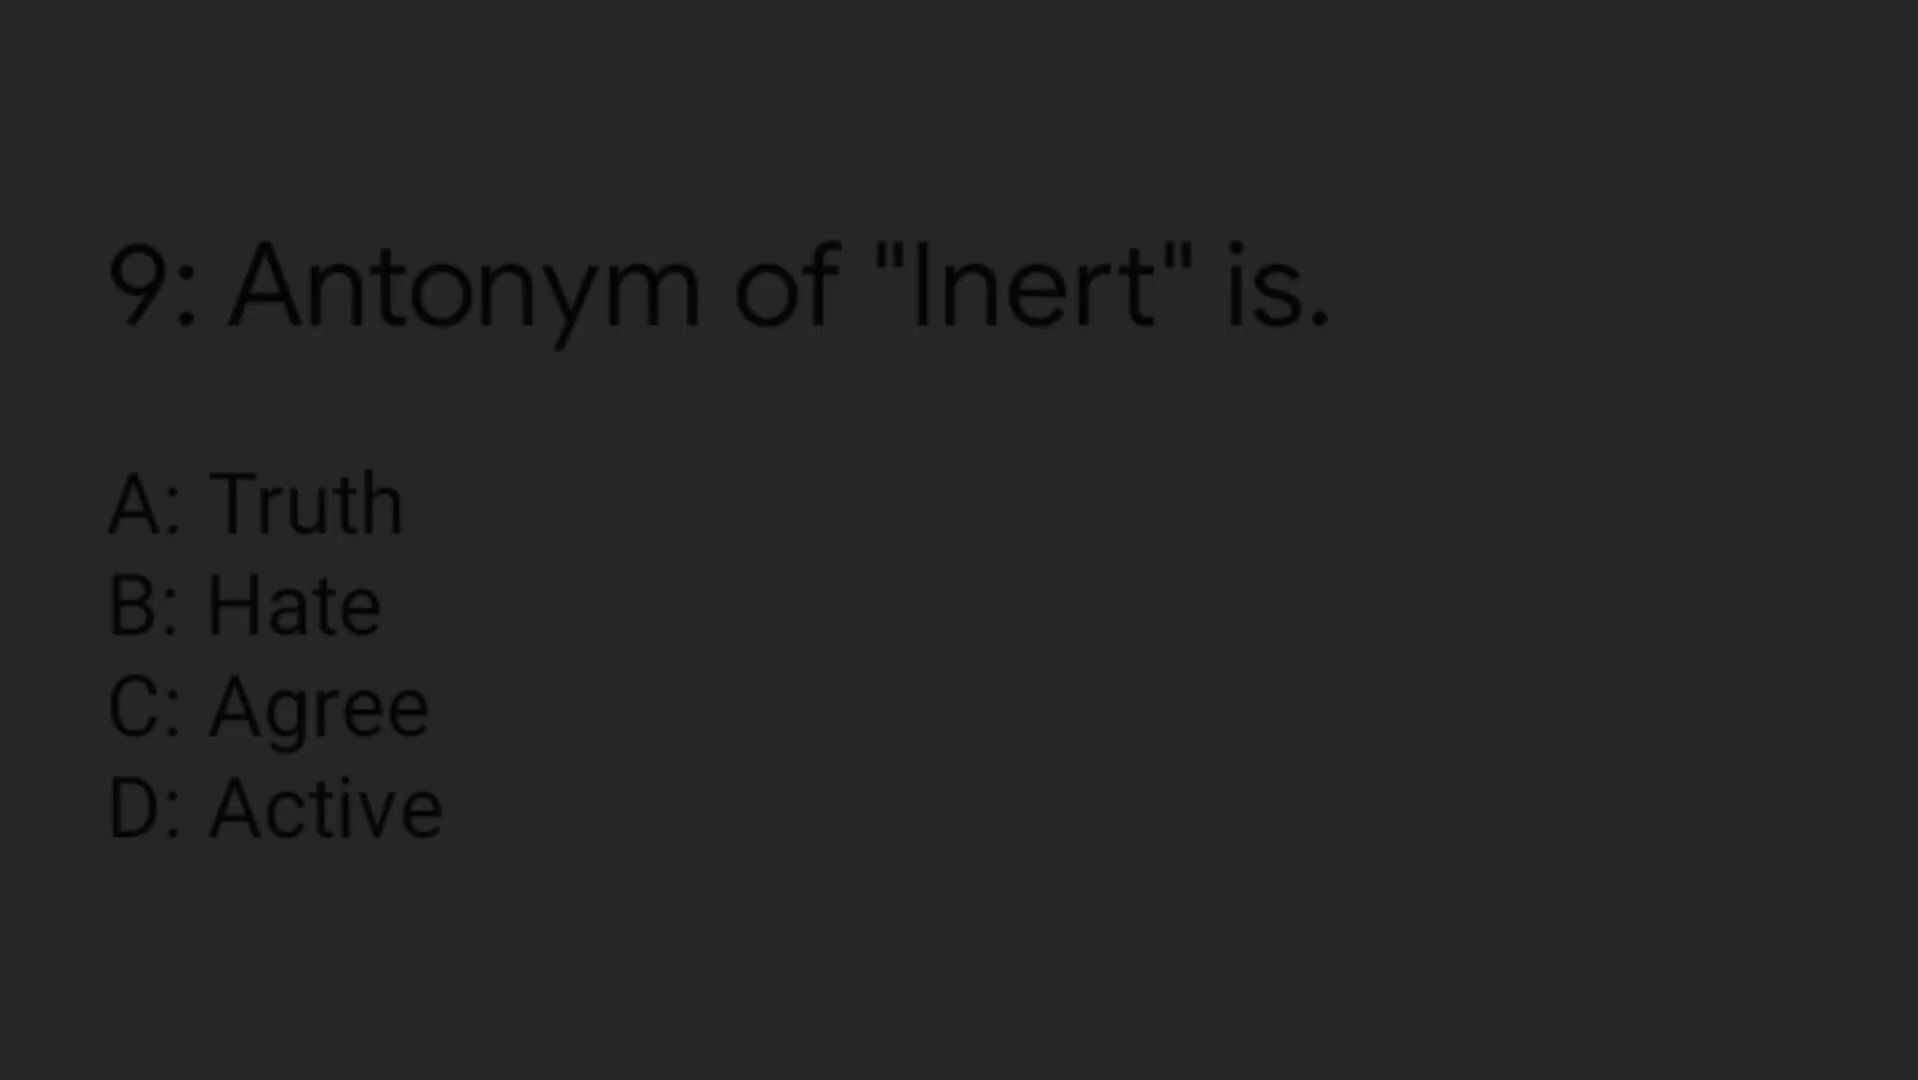 9: Antonym of "Inert" is.
A: Truth
B: Hate
C: Agree
D: Active